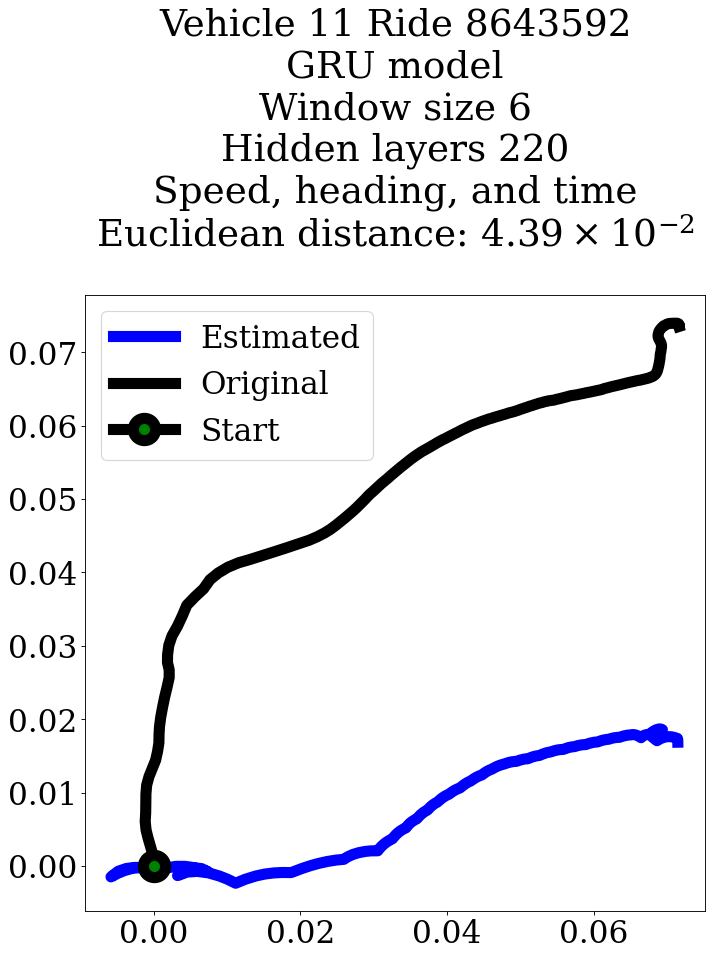 Vehicle 11 Ride 8643592
GRU model
Window size 6
Hidden layers 220
Speed, heading, and time
Euclidean distance: 4.39 × 10⁻²
Estimated
Original
Start
0.07
0.06
0.05
0.04
0.03
0.02
0.01
0.00
0.00 0.02 0.04 0.06